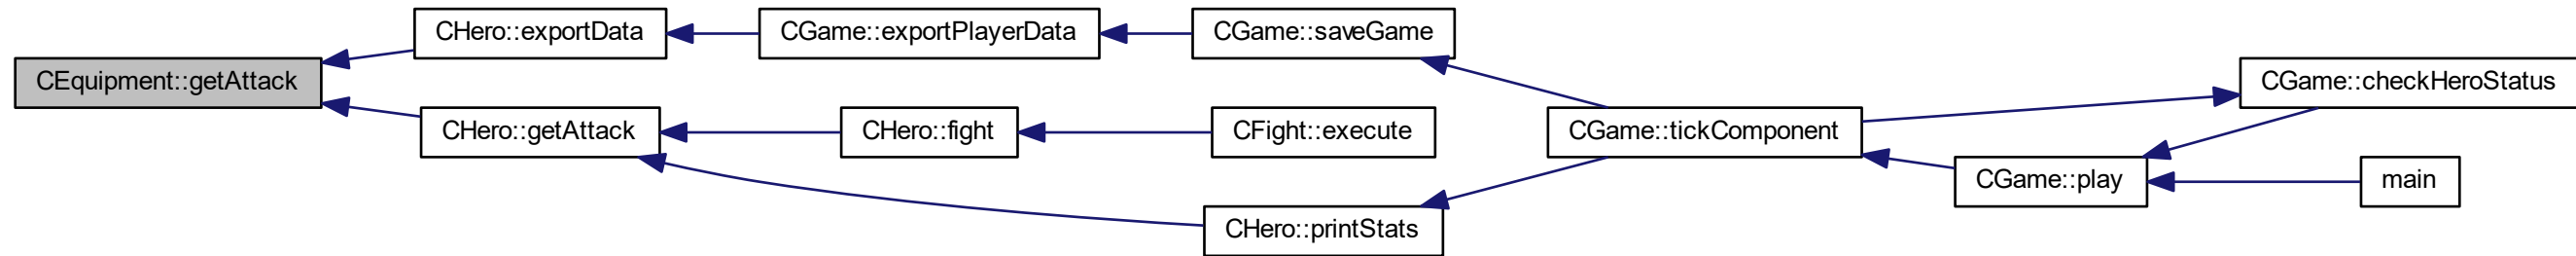 CEquipment::getAttack
CHero::exportData
CGame::exportPlayerData
CGame::saveGame
CHero::getAttack
CHero::fight
CFight::execute
CHero::printStats
CGame::tickComponent
CGame::checkHeroStatus
CGame::play
main